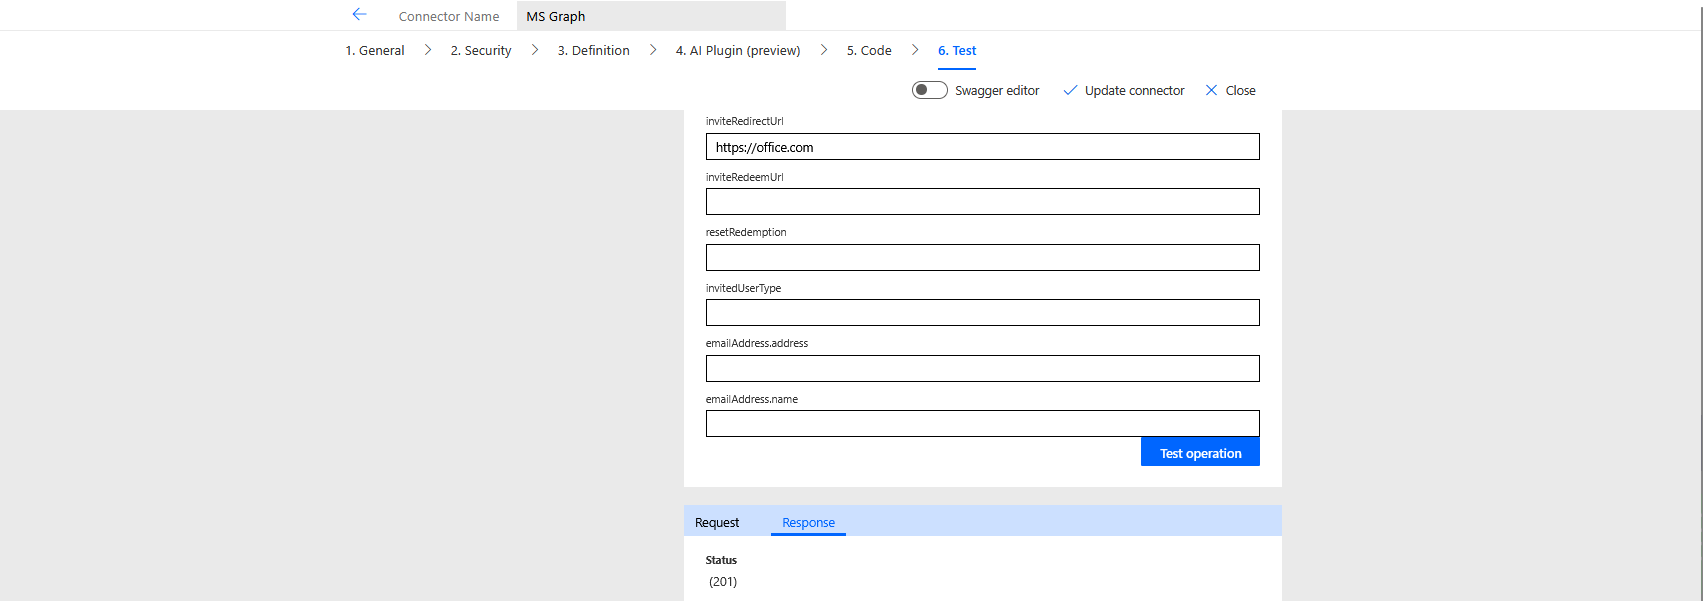 Connector Name MS Graph
1. General 2. Security 3. Definition 4. AI Plugin (preview) 5. Code 6. Test
Swagger editor Update connector Close
inviteRedirectUrl
https://office.com
inviteRedeemUrl
resetRedemption
invitedUserType
emailAddress.address
emailAddress.name
Test operation
Request Response
Status
(201)